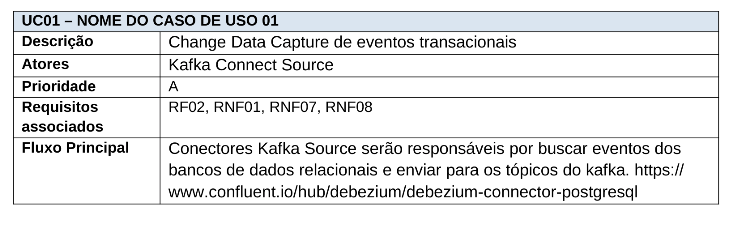 UC01 – NOME DO CASO DE USO 01
Descrição Change Data Capture de eventos transacionais
Atores Kafka Connect Source
Prioridade A
Requisitos associados RF02, RNF01, RNF07, RNF08
Fluxo Principal Conectores Kafka Source serão responsáveis por buscar eventos dos
bancos de dados relacionais e enviar para os tópicos do kafka. https://
www.confluent.io/hub/debezium/debezium-connector-postgresql